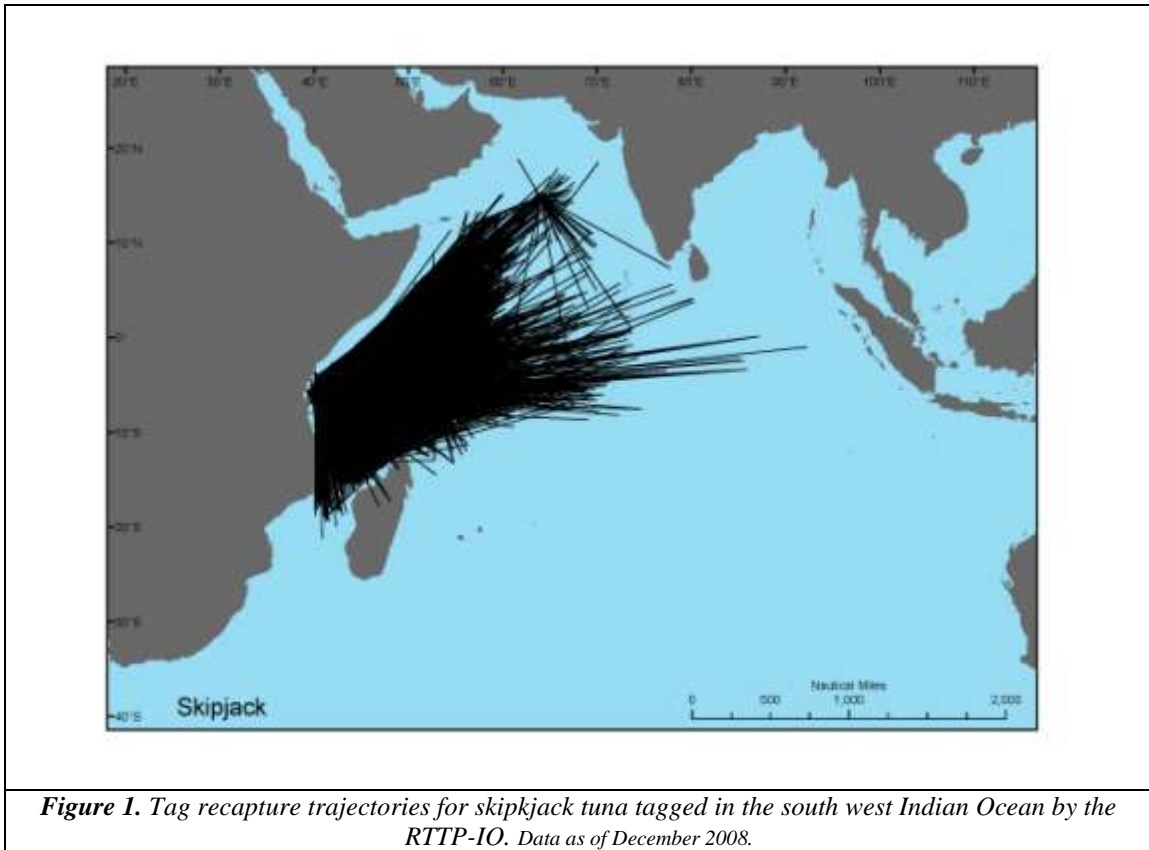 20°E 30°E 40°E 50°E 60°E 70°E 80°E 90°E 100°E 110°E
20°N
10°N
0°
10°S
20°S
30°S
40°S
Skipjack
Nautical Miles
0 500 1,000 2,000
Figure 1. Tag recapture trajectories for skipkjack tuna tagged in the south west Indian Ocean by the
RTTP-IO. Data as of December 2008.